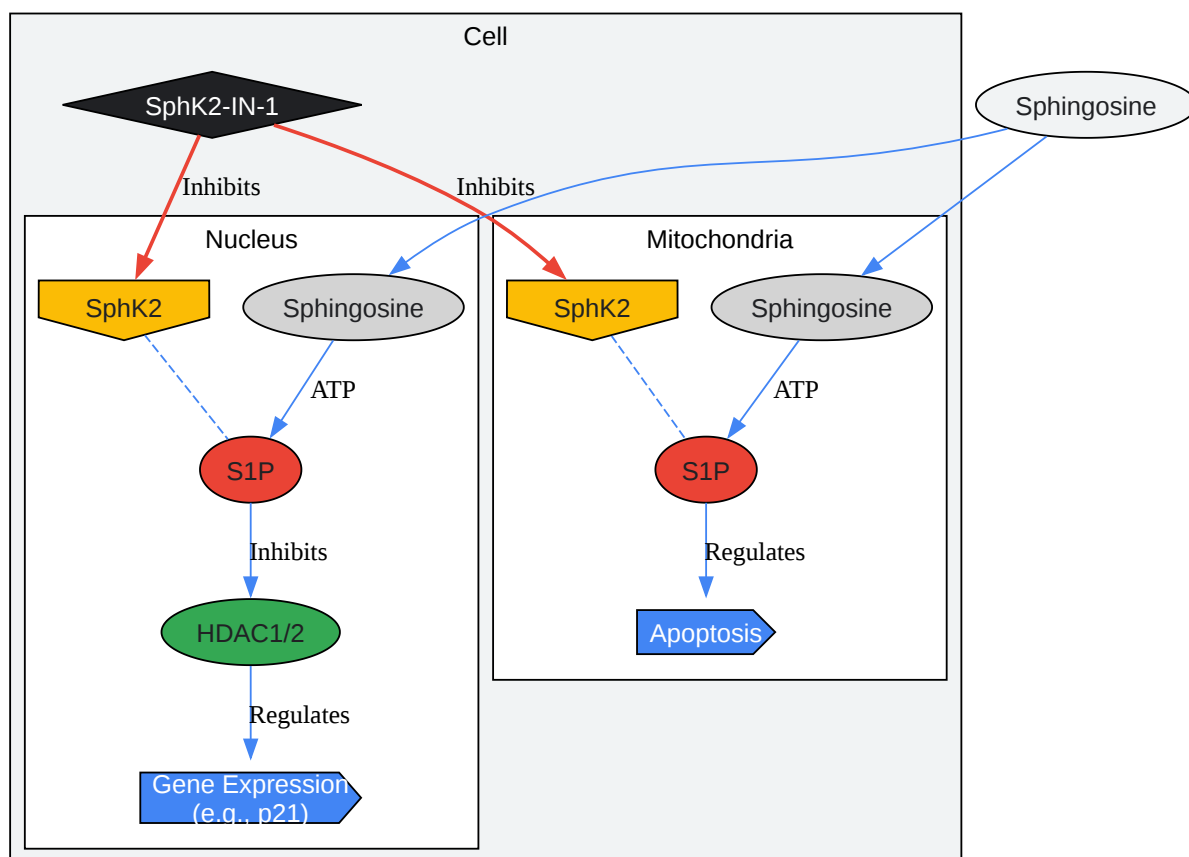 Cell
SphK2-IN-1
Sphingosine
Inhibits
Inhibits
Nucleus
Mitochondria
SphK2
Sphingosine
SphK2
Sphingosine
ATP
ATP
S1P
S1P
Inhibits
Regulates
HDAC1/2
Apoptosis
Regulates
Gene Expression
(e.g., p21)